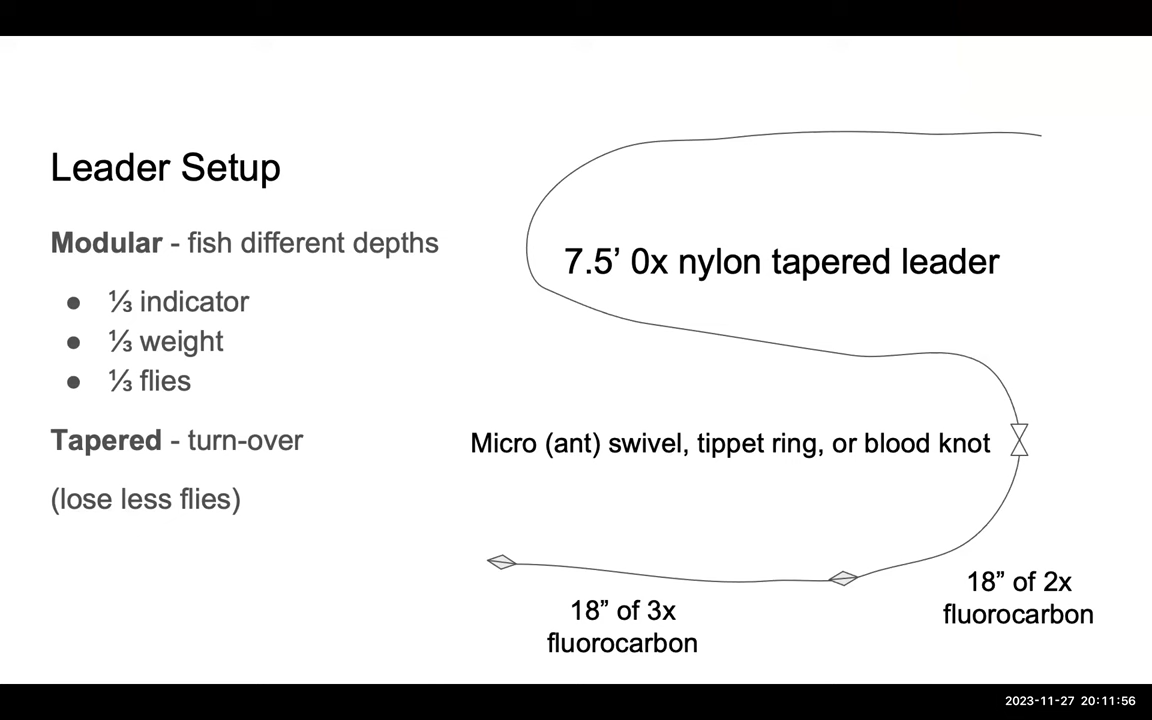 Leader Setup
Modular - fish different depths
● ⅓ indicator
● ⅓ weight
● ⅓ flies
Tapered - turn-over
(lose less flies)
7.5’ 0x nylon tapered leader
Micro (ant) swivel, tippet ring, or blood knot
18” of 2x
fluorocarbon
18” of 3x
fluorocarbon
2023-11-27 20:11:56